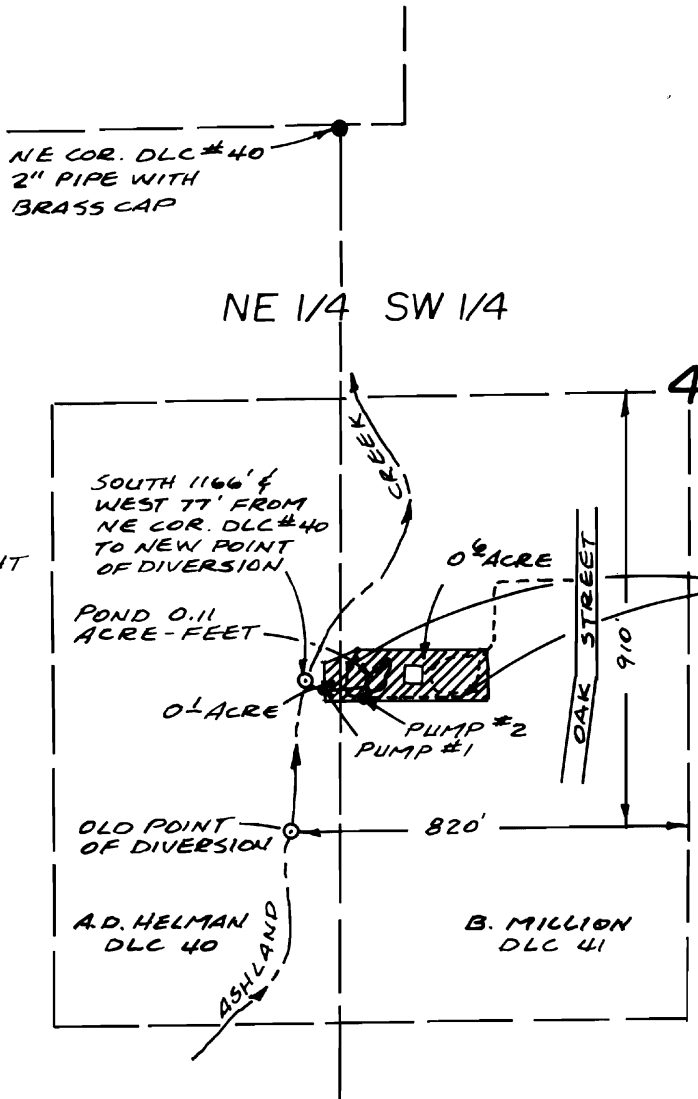 NE COR. DLC #40
2" PIPE WITH
BRASS CAP
NE 1/4 SW 1/4
4
CREEK
SOUTH 1166' &
WEST 77' FROM
NE COR. DLC #40
TO NEW POINT
OF DIVERSION
0.6 ACRE
OAK STREET
910'
POND 0.11
ACRE-FEET
0.1 ACRE
PUMP #2
PUMP #1
OLD POINT
OF DIVERSION
820'
A.D. HELMAN
DLC 40
B. MILLION
DLC 41
ASHLAND